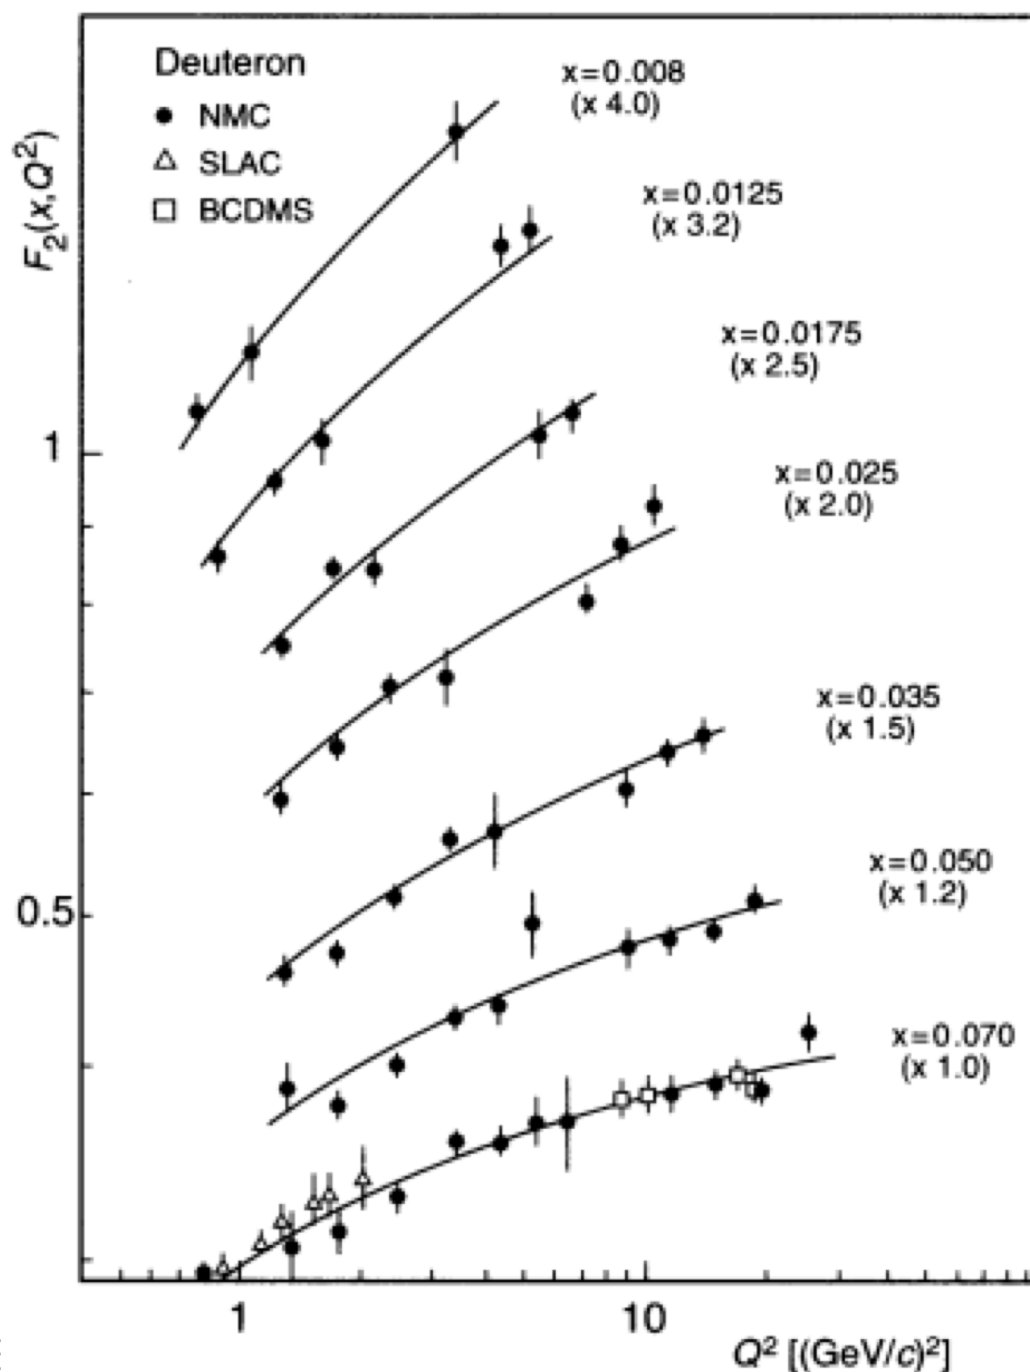 Deuteron
NMC
SLAC
BCDMS
F₂(x,Q²)
x=0.008
(x 4.0)
x=0.0125
(x 3.2)
x=0.0175
(x 2.5)
x=0.025
(x 2.0)
x=0.035
(x 1.5)
x=0.050
(x 1.2)
x=0.070
(x 1.0)
1
0.5
1 10
Q² [(GeV/c)²]